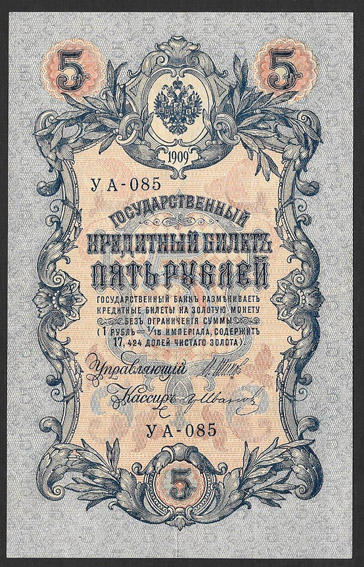 5 5
1909
УА-085
ГОСУДАРСТВЕННЫЙ
КРЕДИТНЫЙ БИЛЕТЪ
ПЯТЬ РУБЛЕЙ
ГОСУДАРСТВЕННЫЙ БАНКЪ РАЗМѢНИВАЕТЪ
КРЕДИТНЫЕ БИЛЕТЫ НА ЗОЛОТУЮ МОНЕТУ
БЕЗЪ ОГРАНИЧЕНІЯ СУММЫ
(1 РУБЛЬ = 1/15 ИМПЕРІАЛА, СОДЕРЖИТЪ
17,424 ДОЛЕЙ ЧИСТАГО ЗОЛОТА).
Управляющій
Кассиръ
УА-085
5